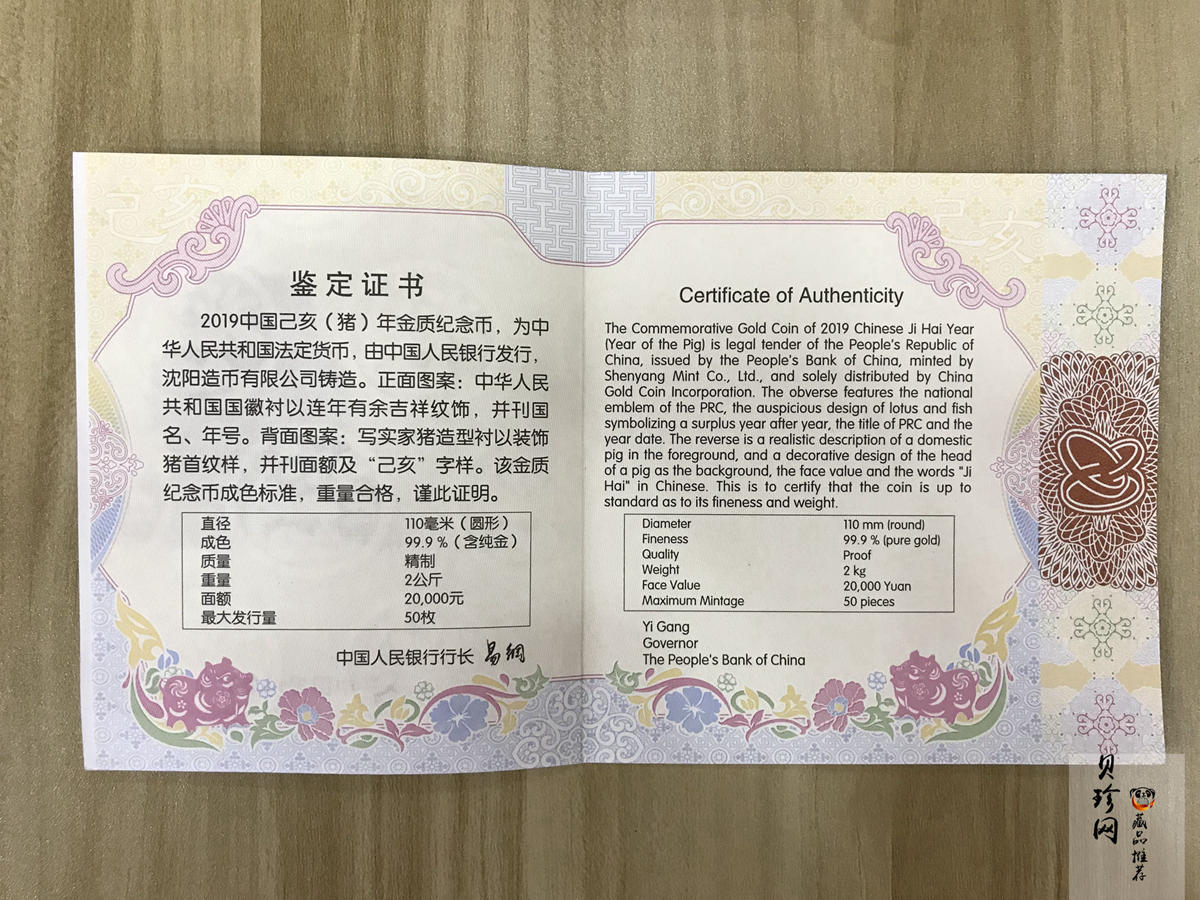 鉴定证书
2019中国己亥（猪）年金质纪念币，为中
华人民共和国法定货币，由中国人民银行发行，
沈阳造币有限公司铸造。正面图案：中华人民
共和国国徽衬以连年有余吉祥纹饰，并刊国
名、年号。背面图案：写实家猪造型衬以装饰
猪首纹样，并刊面额及“己亥”字样。该金质
纪念币成色标准，重量合格，谨此证明。
直径 110毫米（圆形）
成色 99.9 %（含纯金）
质量 精制
重量 2公斤
面额 20,000元
最大发行量 50枚
中国人民银行行长 易纲
Certificate of Authenticity
The Commemorative Gold Coin of 2019 Chinese Ji Hai Year
(Year of the Pig) is legal tender of the People's Republic of
China, issued by the People's Bank of China, minted by
Shenyang Mint Co., Ltd., and solely distributed by China
Gold Coin Incorporation. The obverse features the national
emblem of the PRC, the auspicious design of lotus and fish
symbolizing a surplus year after year, the title of PRC and the
year date. The reverse is a realistic description of a domestic
pig in the foreground, and a decorative design of the head
of a pig as the background, the face value and the words "Ji
Hai" in Chinese. This is to certify that the coin is up to
standard as to its fineness and weight.
Diameter 110 mm (round)
Fineness 99.9 % (pure gold)
Quality Proof
Weight 2 kg
Face Value 20,000 Yuan
Maximum Mintage 50 pieces
Yi Gang
Governor
The People's Bank of China
己亥
己亥
贝珍网
藏品推荐